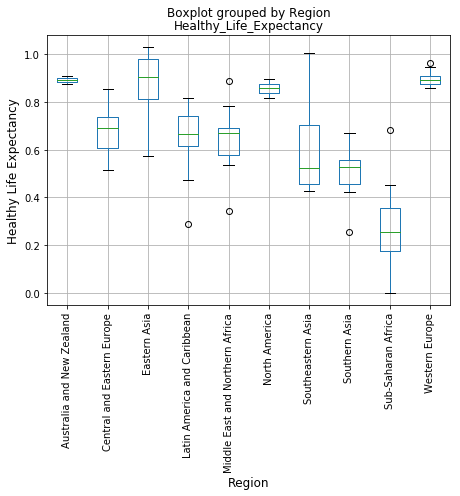 Boxplot grouped by Region
Healthy_Life_Expectancy
Healthy Life Expectancy
1.0
0.8
0.6
0.4
0.2
0.0
Australia and New Zealand
Central and Eastern Europe
Eastern Asia
Latin America and Caribbean
Middle East and Northern Africa
North America
Southeastern Asia
Southern Asia
Sub-Saharan Africa
Western Europe
Region